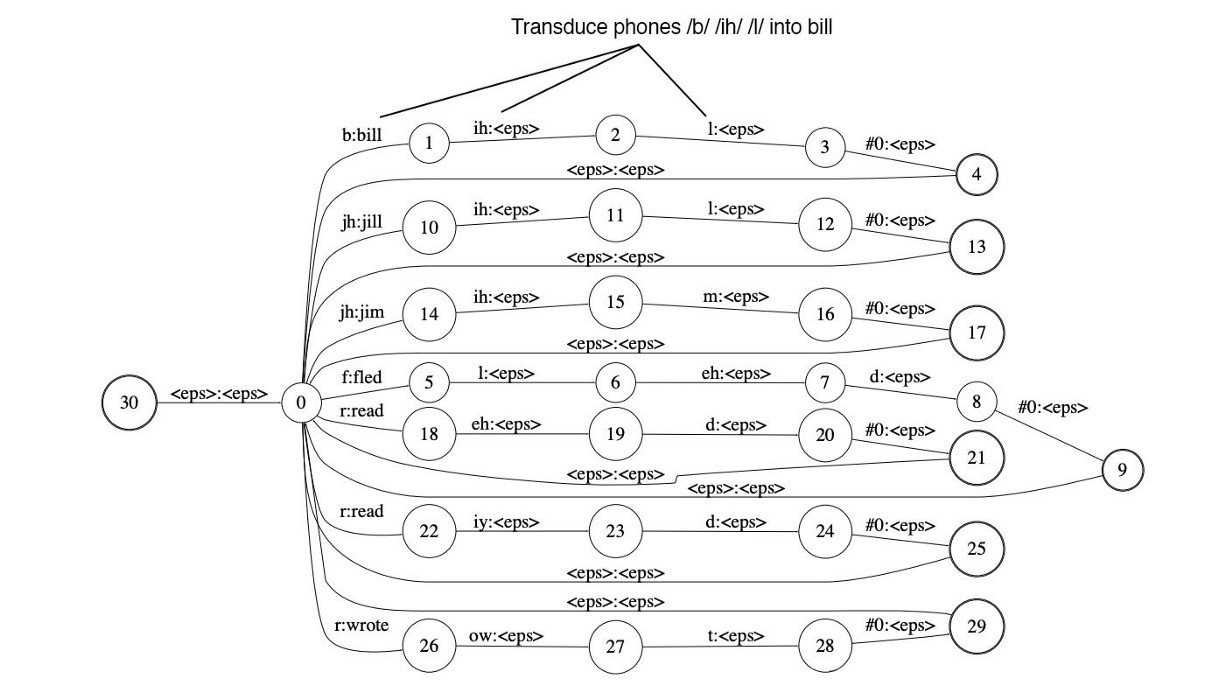 Transduce phones /b/ /ih/ /l/ into bill
b:bill 1 ih:<eps> 2 l:<eps> 3 #0:<eps> 4
<eps>:<eps>
jh:jill 10 ih:<eps> 11 l:<eps> 12 #0:<eps> 13
<eps>:<eps>
jh:jim 14 ih:<eps> 15 m:<eps> 16 #0:<eps> 17
<eps>:<eps>
30 <eps>:<eps> 0 f:fled 5 l:<eps> 6 eh:<eps> 7 d:<eps> 8 #0:<eps> 9
r:read 18 eh:<eps> 19 d:<eps> 20 #0:<eps> 21
<eps>:<eps>
<eps>:<eps>
r:read 22 iy:<eps> 23 d:<eps> 24 #0:<eps> 25
<eps>:<eps>
<eps>:<eps>
r:wrote 26 ow:<eps> 27 t:<eps> 28 #0:<eps> 29